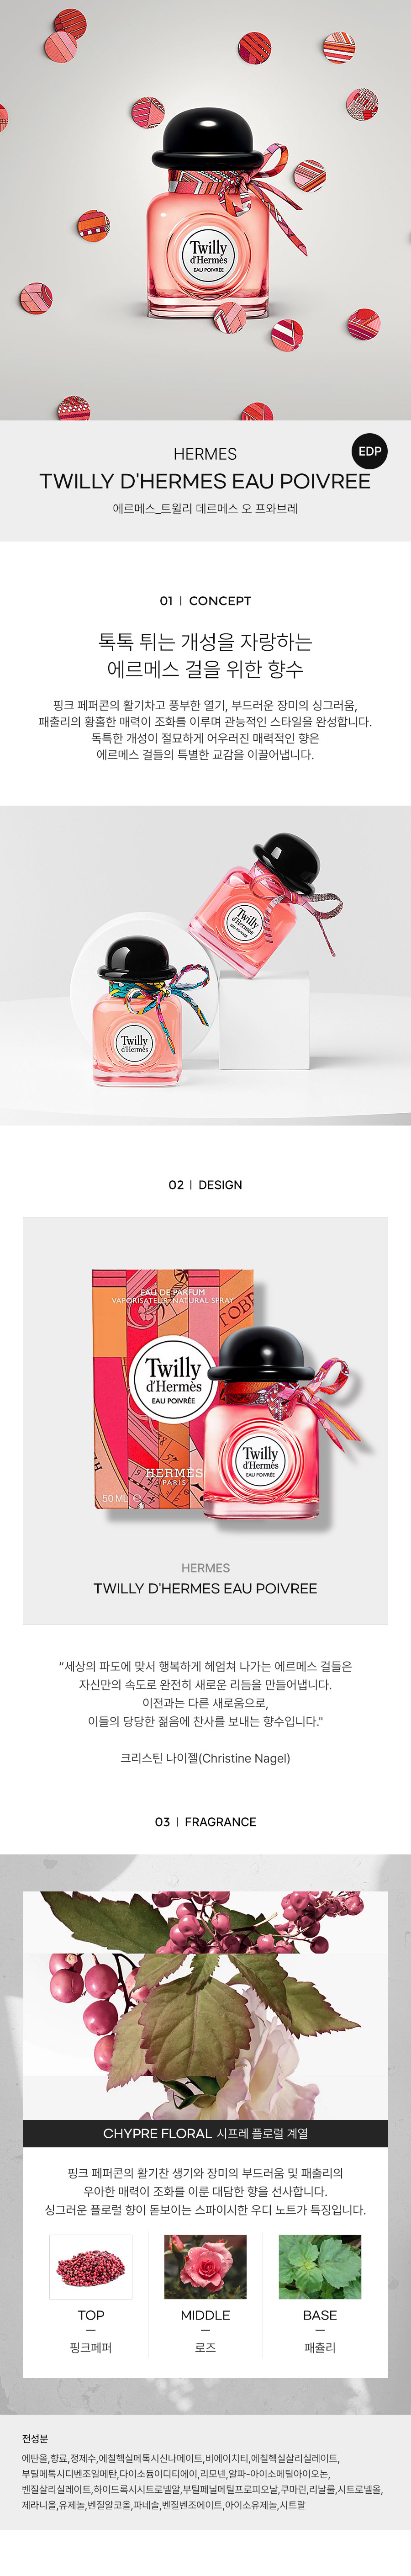 Twilly
d'Hermès
EAU POIVRÉE
HERMES
EDP
TWILLY D'HERMES EAU POIVREE
에르메스_트윌리 데르메스 오 프와브레
01 | CONCEPT
톡톡 튀는 개성을 자랑하는
에르메스 걸을 위한 향수
핑크 페퍼콘의 활기차고 풍부한 열기, 부드러운 장미의 싱그러움,
패출리의 황홀한 매력이 조화를 이루며 관능적인 스타일을 완성합니다.
독특한 개성이 절묘하게 어우러진 매력적인 향은
에르메스 걸들의 특별한 교감을 이끌어냅니다.
Twilly
d'Hermès
EAU POIVRÉE
Twilly
d'Hermès
02 | DESIGN
EAU DE PARFUM
VAPORISATEUR NATURAL SPRAY
Twilly
d'Hermès
EAU POIVRÉE
HERMÈS
PARIS
50 ML
Twilly
d'Hermès
EAU POIVRÉE
HERMES
TWILLY D'HERMES EAU POIVREE
“세상의 파도에 맞서 행복하게 헤엄쳐 나가는 에르메스 걸들은
자신만의 속도로 완전히 새로운 리듬을 만들어냅니다.
이전과는 다른 새로움으로,
이들의 당당한 젊음에 찬사를 보내는 향수입니다."
크리스틴 나이젤(Christine Nagel)
03 | FRAGRANCE
CHYPRE FLORAL 시프레 플로럴 계열
핑크 페퍼콘의 활기찬 생기와 장미의 부드러움 및 패출리의
우아한 매력이 조화를 이룬 대담한 향을 선사합니다.
싱그러운 플로럴 향이 돋보이는 스파이시한 우디 노트가 특징입니다.
TOP
핑크페퍼
MIDDLE
로즈
BASE
패츌리
전성분
에탄올,향료,정제수,에칠헥실메톡시신나메이트,비에이치티,에칠헥실살리실레이트,
부틸메톡시디벤조일메탄,다이소듐이디티에이,리모넨,알파-아이소메틸아이오논,
벤질살리실레이트,하이드록시시트로넬알,부틸페닐메틸프로피오날,쿠마린,리날룰,시트로넬올,
제라니올,유제놀,벤질알코올,파네솔,벤질벤조에이트,아이소유제놀,시트랄